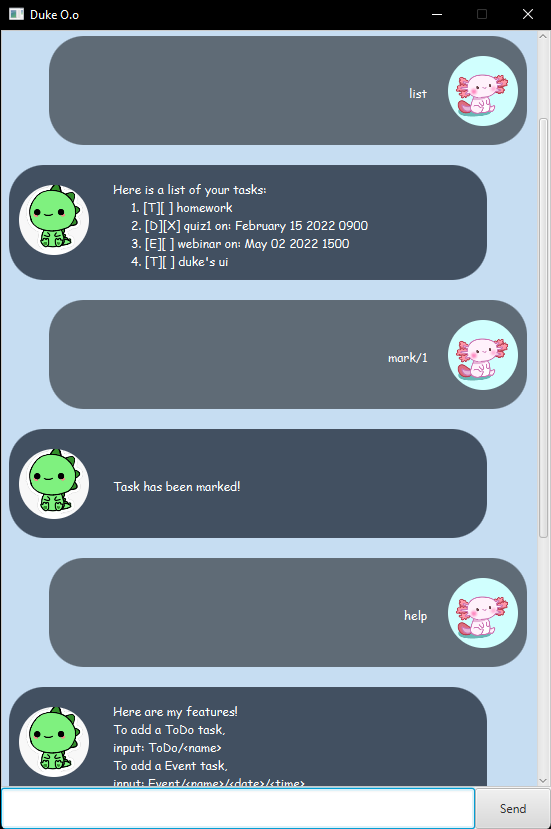 Duke O.o
list
Here is a list of your tasks:
1. [T][ ] homework
2. [D][X] quiz1 on: February 15 2022 0900
3. [E][ ] webinar on: May 02 2022 1500
4. [T][ ] duke's ui
mark/1
Task has been marked!
help
Here are my features!
To add a ToDo task,
input: ToDo/<name>
To add a Event task,
input: Event/<name>/<date>/<time>
Send